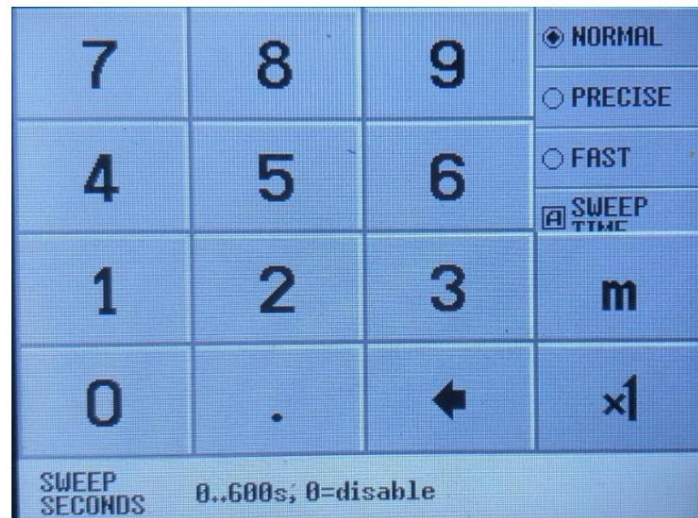 7 8 9 NORMAL
PRECISE
4 5 6 FAST
A SWEEP
TIME
1 2 3 m
0 . ×1
SWEEP
SECONDS 0..600s; 0=disable